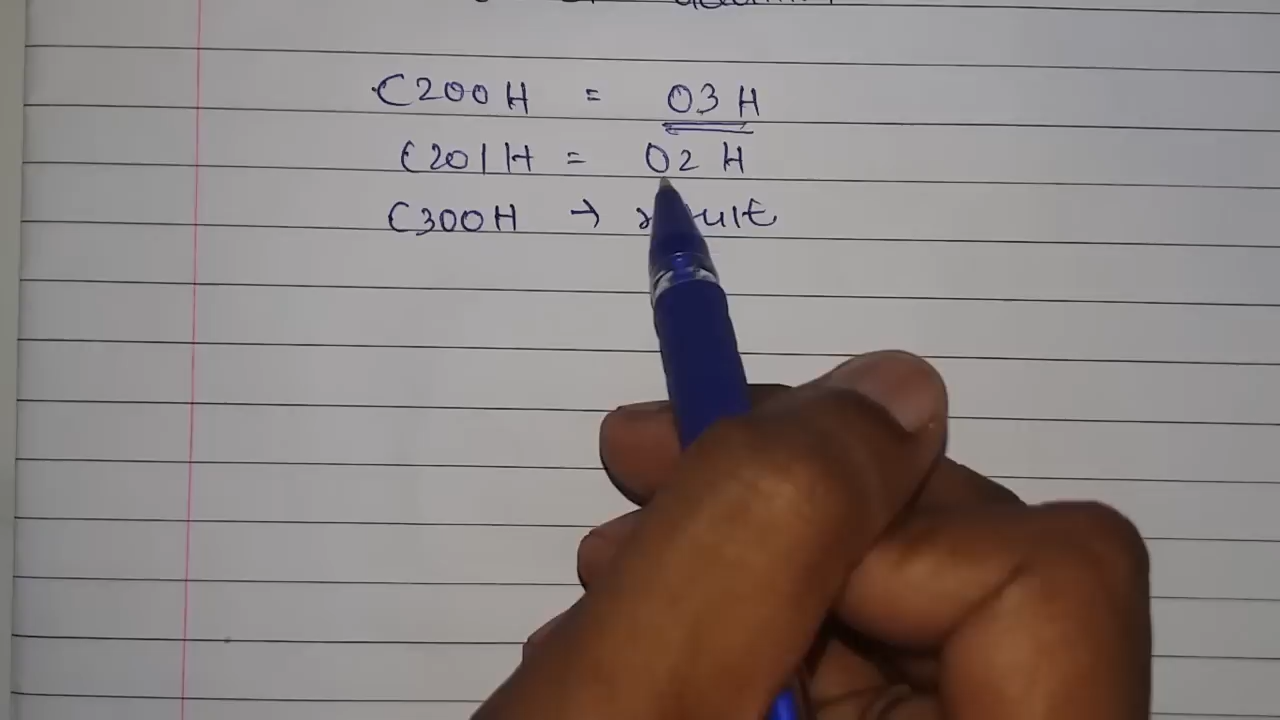 C200H = 03H
C201H = 02H
C300H →